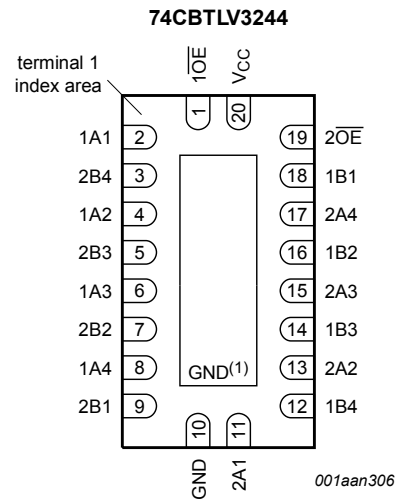 74CBTLV3244
terminal 1
index area
1O̅E̅
VCC
1
20
1A1 2 19 2O̅E̅
2B4 3 18 1B1
1A2 4 17 2A4
2B3 5 16 1B2
1A3 6 15 2A3
2B2 7 14 1B3
1A4 8 13 2A2
2B1 9 12 1B4
GND(1)
10
11
GND
2A1
001aan306